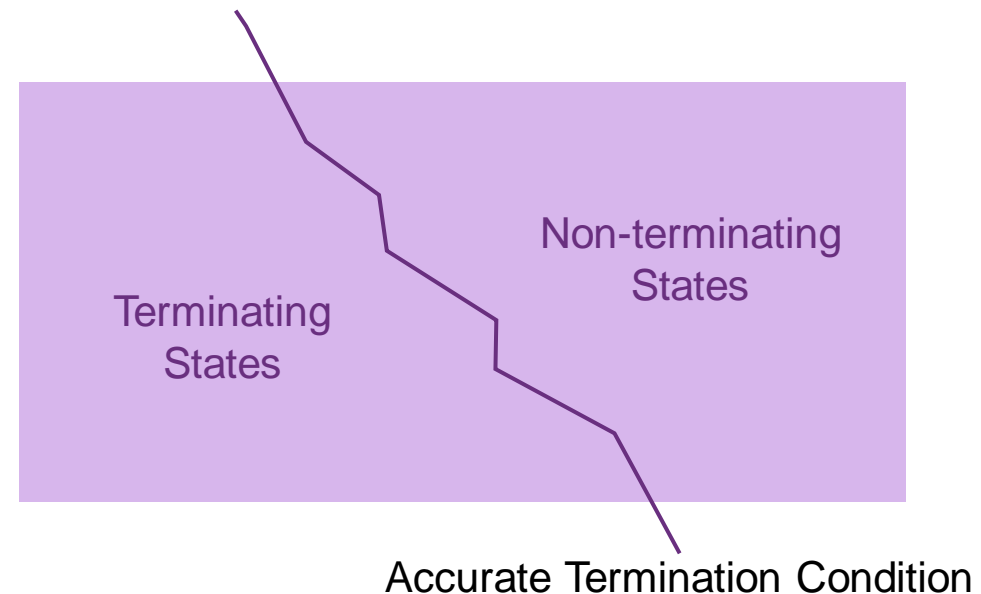 Non-terminating
States
Terminating
States
Accurate Termination Condition